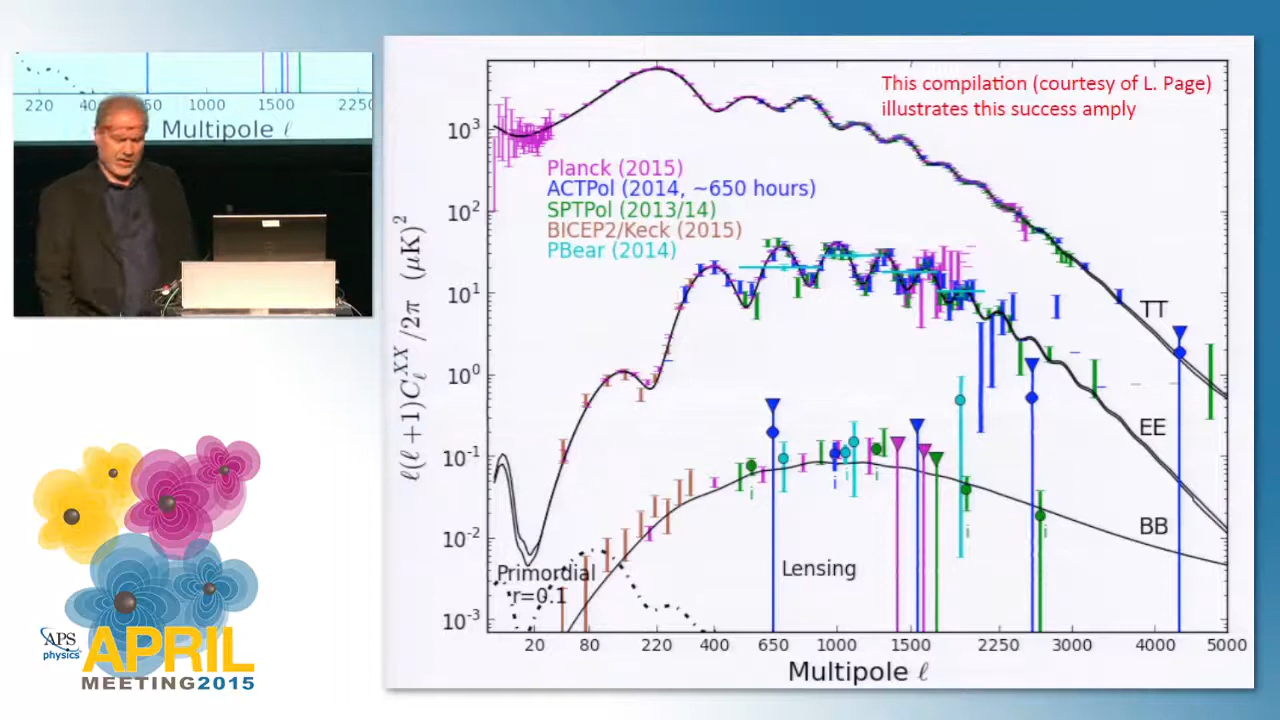 220 40 50 1000 1500 2250
Multipole ℓ
This compilation (courtesy of L. Page)
illustrates this success amply
Planck (2015)
ACTPol (2014, ~650 hours)
SPTPol (2013/14)
BICEP2/Keck (2015)
PBear (2014)
ℓ(ℓ+1)C_ℓ^{XX}/2π (μK)²
10³
10²
10¹
10⁰
10⁻¹
10⁻²
10⁻³
TT
EE
BB
Lensing
Primordial
r=0.1
20 80 220 400 650 1000 1500 2250 3000 4000 5000
Multipole ℓ
APS
physics
APRIL
MEETING2015